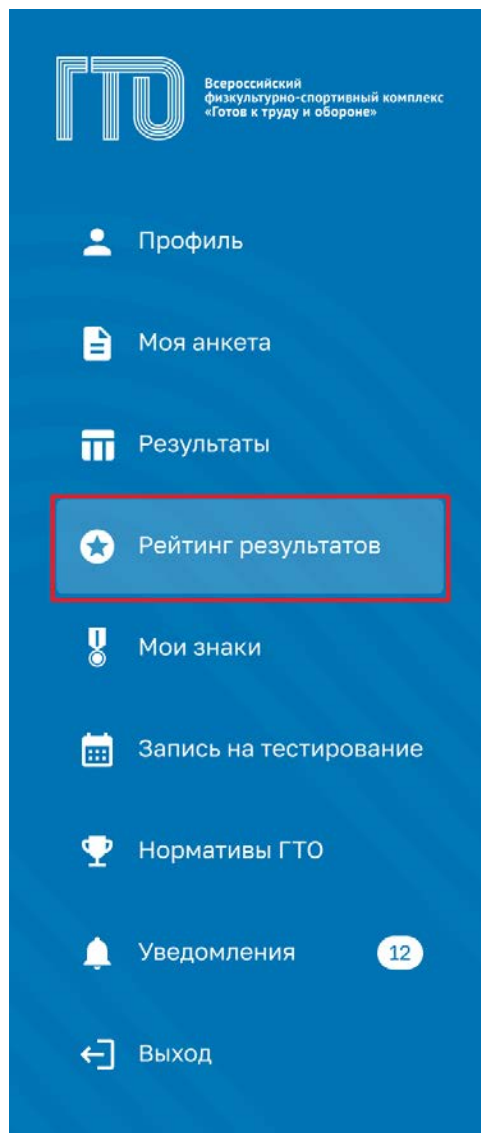 ГТО
Всероссийский
физкультурно-спортивный комплекс
«Готов к труду и обороне»
Профиль
Моя анкета
Результаты
Рейтинг результатов
Мои знаки
Запись на тестирование
Нормативы ГТО
Уведомления 12
Выход